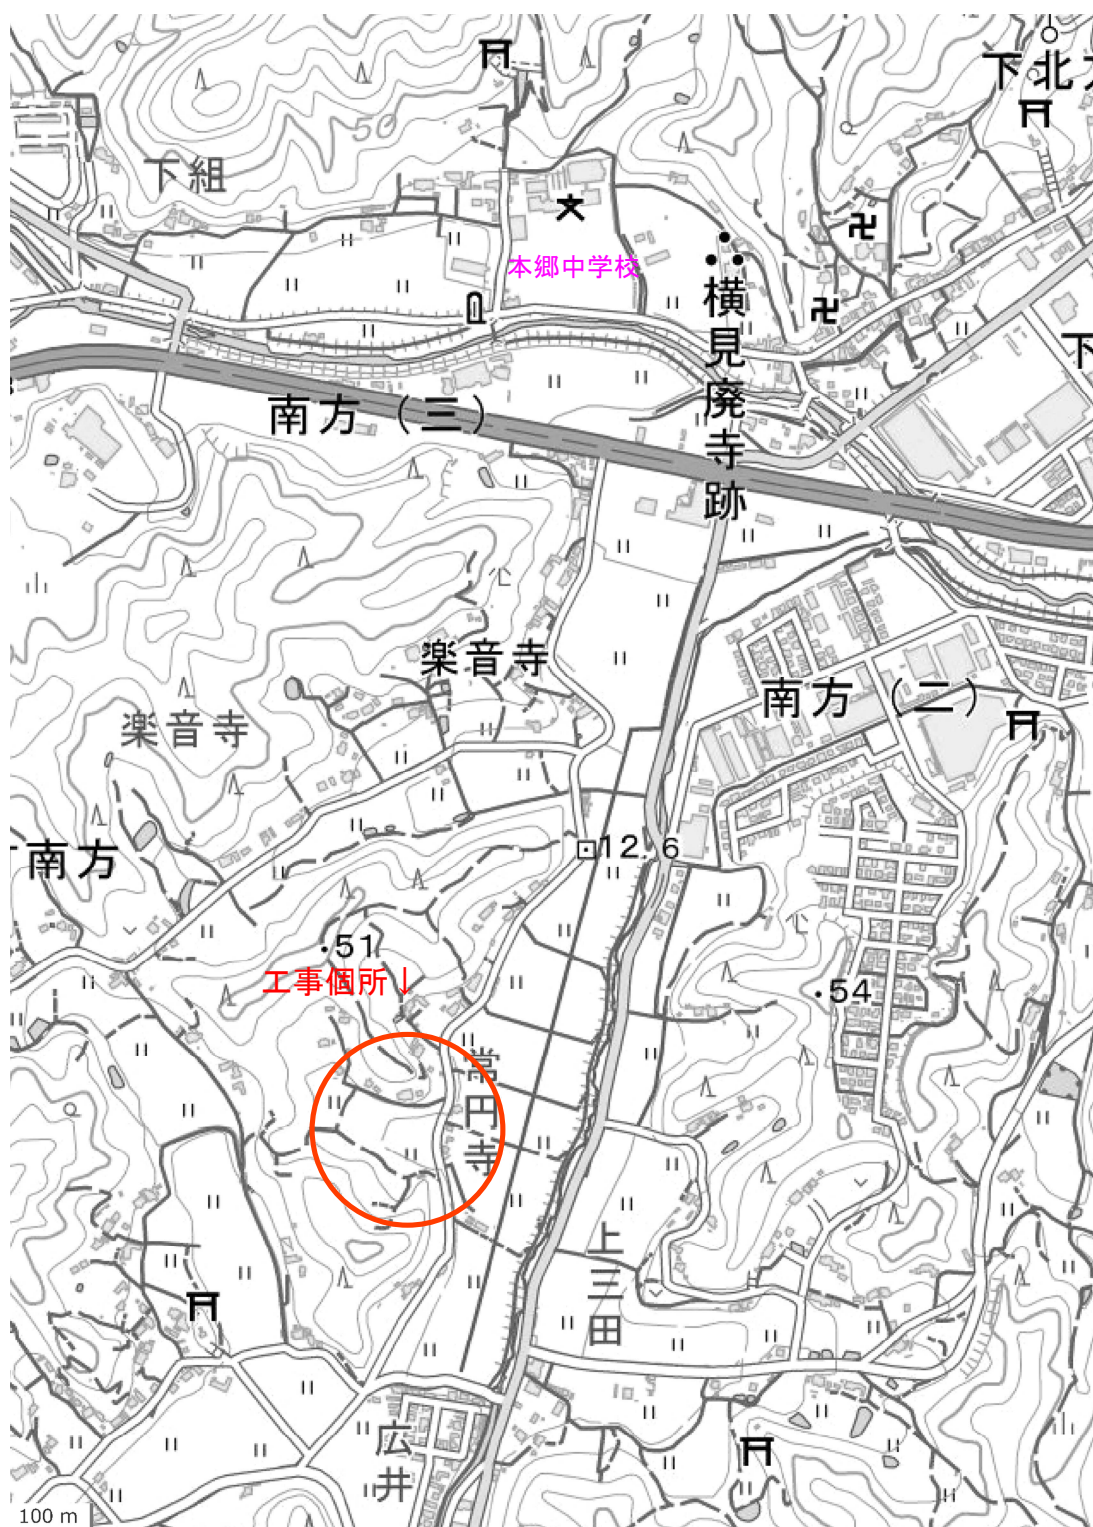 下北方
50
下組
本郷中学校
横見廃寺跡
下
南方（三）
楽音寺
南方（二）
楽音寺
12.6
南方
51
工事個所↓
54
常円寺
上三田
広井
100 m